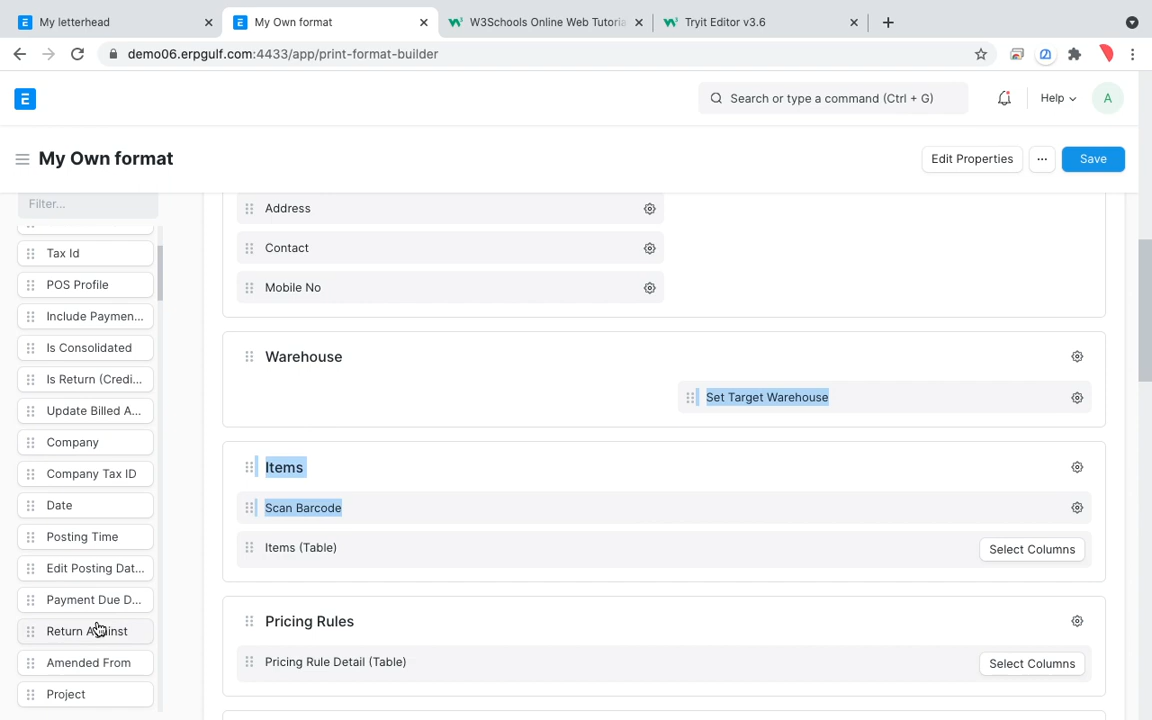 My letterhead
My Own format
W3Schools Online Web Tutoria
Tryit Editor v3.6
demo06.erpgulf.com:4433/app/print-format-builder
E
Search or type a command (Ctrl + G)
Help
A
My Own format
Edit Properties
...
Save
Filter...
Tax Id
POS Profile
Include Paymen...
Is Consolidated
Is Return (Credi...
Update Billed A...
Company
Company Tax ID
Date
Posting Time
Edit Posting Dat...
Payment Due D...
Return Against
Amended From
Project
Address
Contact
Mobile No
Warehouse
Set Target Warehouse
Items
Scan Barcode
Items (Table)
Select Columns
Pricing Rules
Pricing Rule Detail (Table)
Select Columns